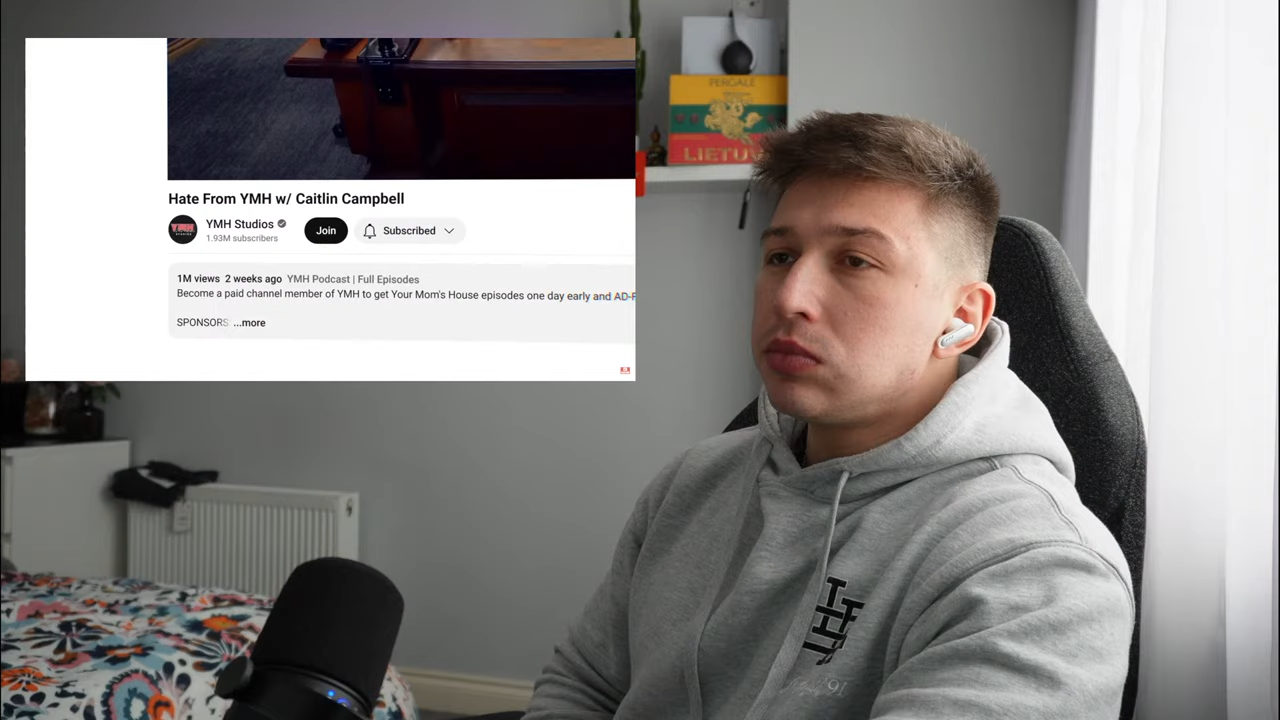 Hate From YMH w/ Caitlin Campbell
YMH Studios
1.93M subscribers
Join
Subscribed
1M views 2 weeks ago YMH Podcast | Full Episodes
Become a paid channel member of YMH to get Your Mom's House episodes one day early and AD-F
SPONSORS ...more
PERGALĖ
LIETUV
'91